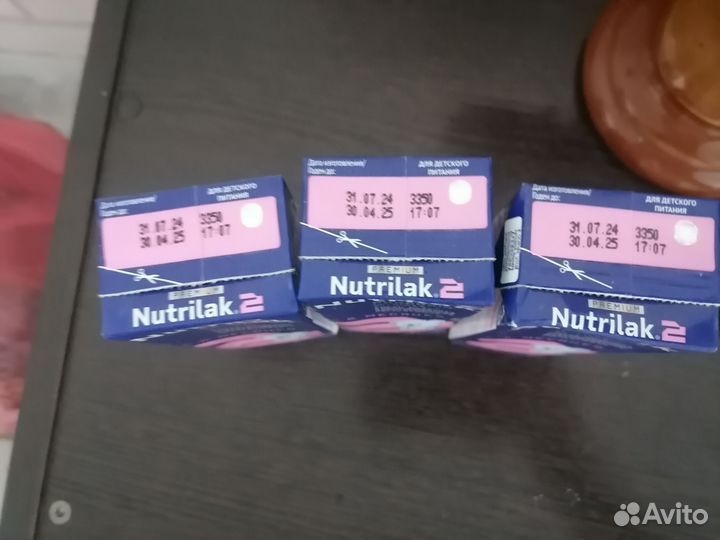 Дата изготовления/
Годен до:
ДЛЯ ДЕТСКОГО
ПИТАНИЯ
31.07.24 3350
30.04.25 17:07
PREMIUM
Nutrilak 2
Дата изготовления/
Годен до:
ДЛЯ ДЕТСКОГО
ПИТАНИЯ
31.07.24 3350
30.04.25 17:07
PREMIUM
Nutrilak 2
Дата изготовления/
Годен до:
ДЛЯ ДЕТСКОГО
ПИТАНИЯ
31.07.24 3350
30.04.25 17:07
PREMIUM
Nutrilak 2
Avito